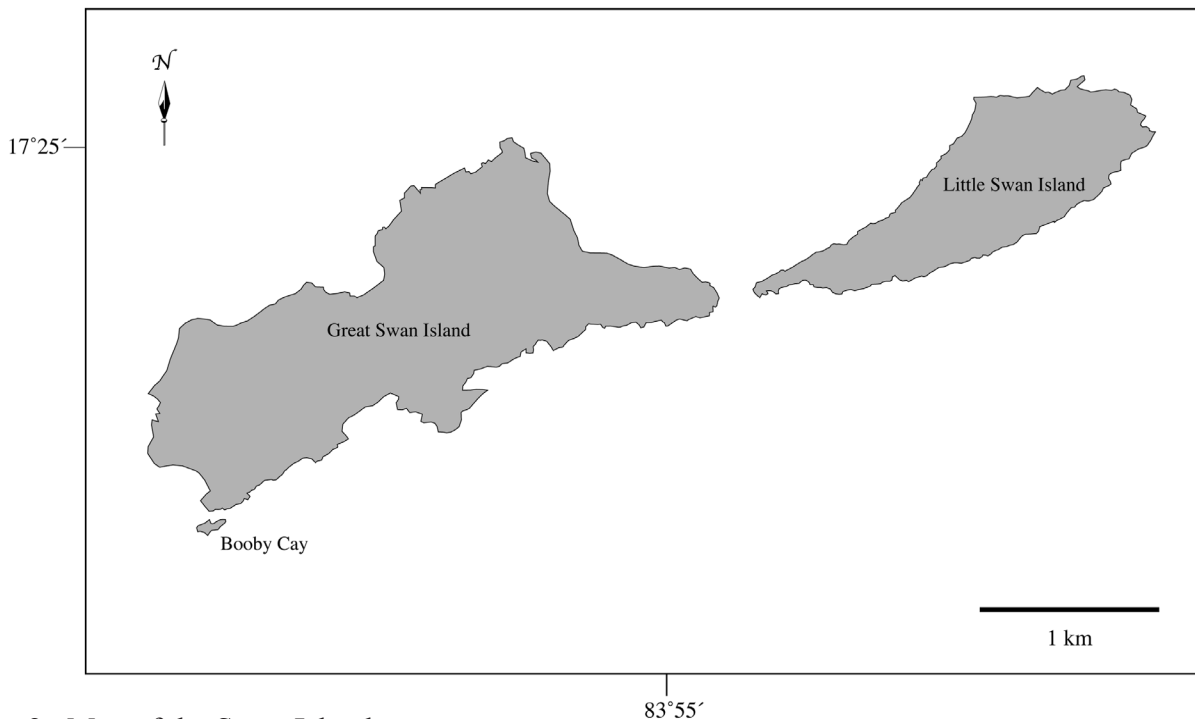 N
17°25´
Little Swan Island
Great Swan Island
Booby Cay
1 km
83°55´